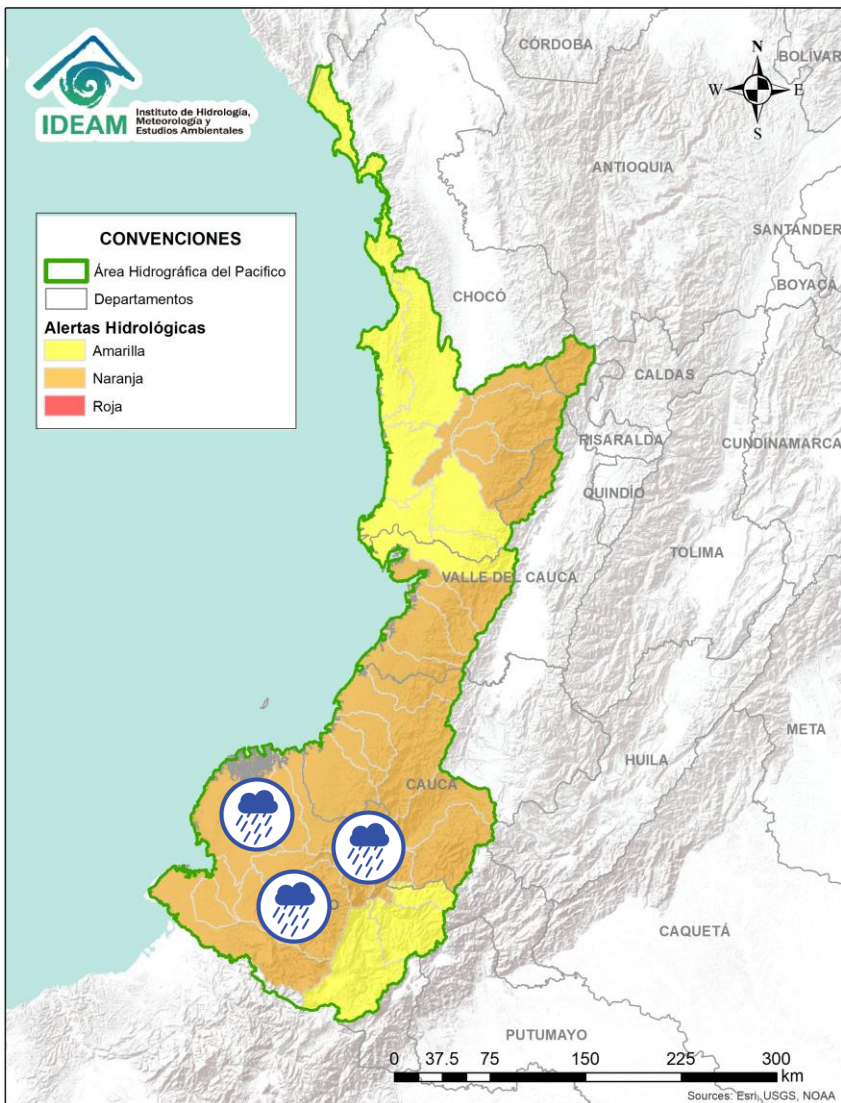 IDEAM
Instituto de Hidrología,
Meteorología y
Estudios Ambientales
CÓRDOBA
BOLÍVAR
N
W
E
S
ANTIOQUIA
SANTANDER
BOYACÁ
CONVENCIONES
Área Hidrográfica del Pacifico
Departamentos
Alertas Hidrológicas
Amarilla
Naranja
Roja
CHOCÓ
CALDAS
RISARALDA
CUNDINAMARCA
QUINDÍO
TOLIMA
VALLE DEL CAUCA
META
HUILA
CAUCA
CAQUETÁ
PUTUMAYO
0 37.5 75 150 225 300
km
Sources: Esri, USGS, NOAA